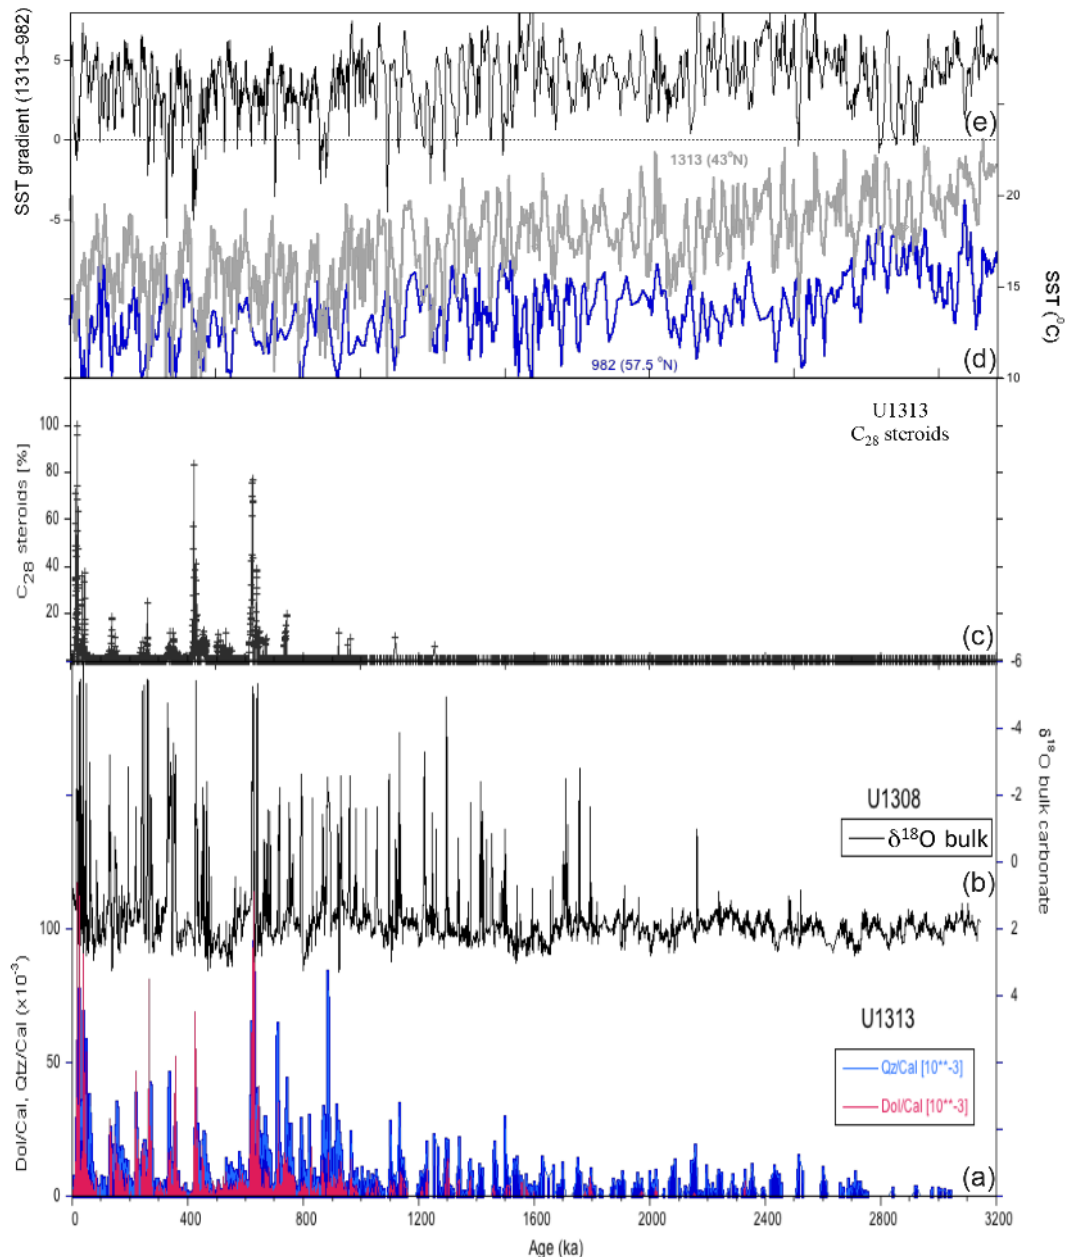 SST gradient (1313–982)
5
0
-5
(e)
1313 (43°N)
20
15
10
SST (°C)
982 (57.5 °N)
(d)
U1313
C28 steroids
C28 steroids [%]
100
80
60
40
20
(c)
-6
-4
-2
0
2
4
δ18O bulk carbonate
U1308
δ18O bulk
(b)
Dol/Cal, Qtz/Cal (x10-3)
100
50
0
U1313
Qz/Cal [10**-3]
Dol/Cal [10**-3]
(a)
0 400 800 1200 1600 2000 2400 2800 3200
Age (ka)